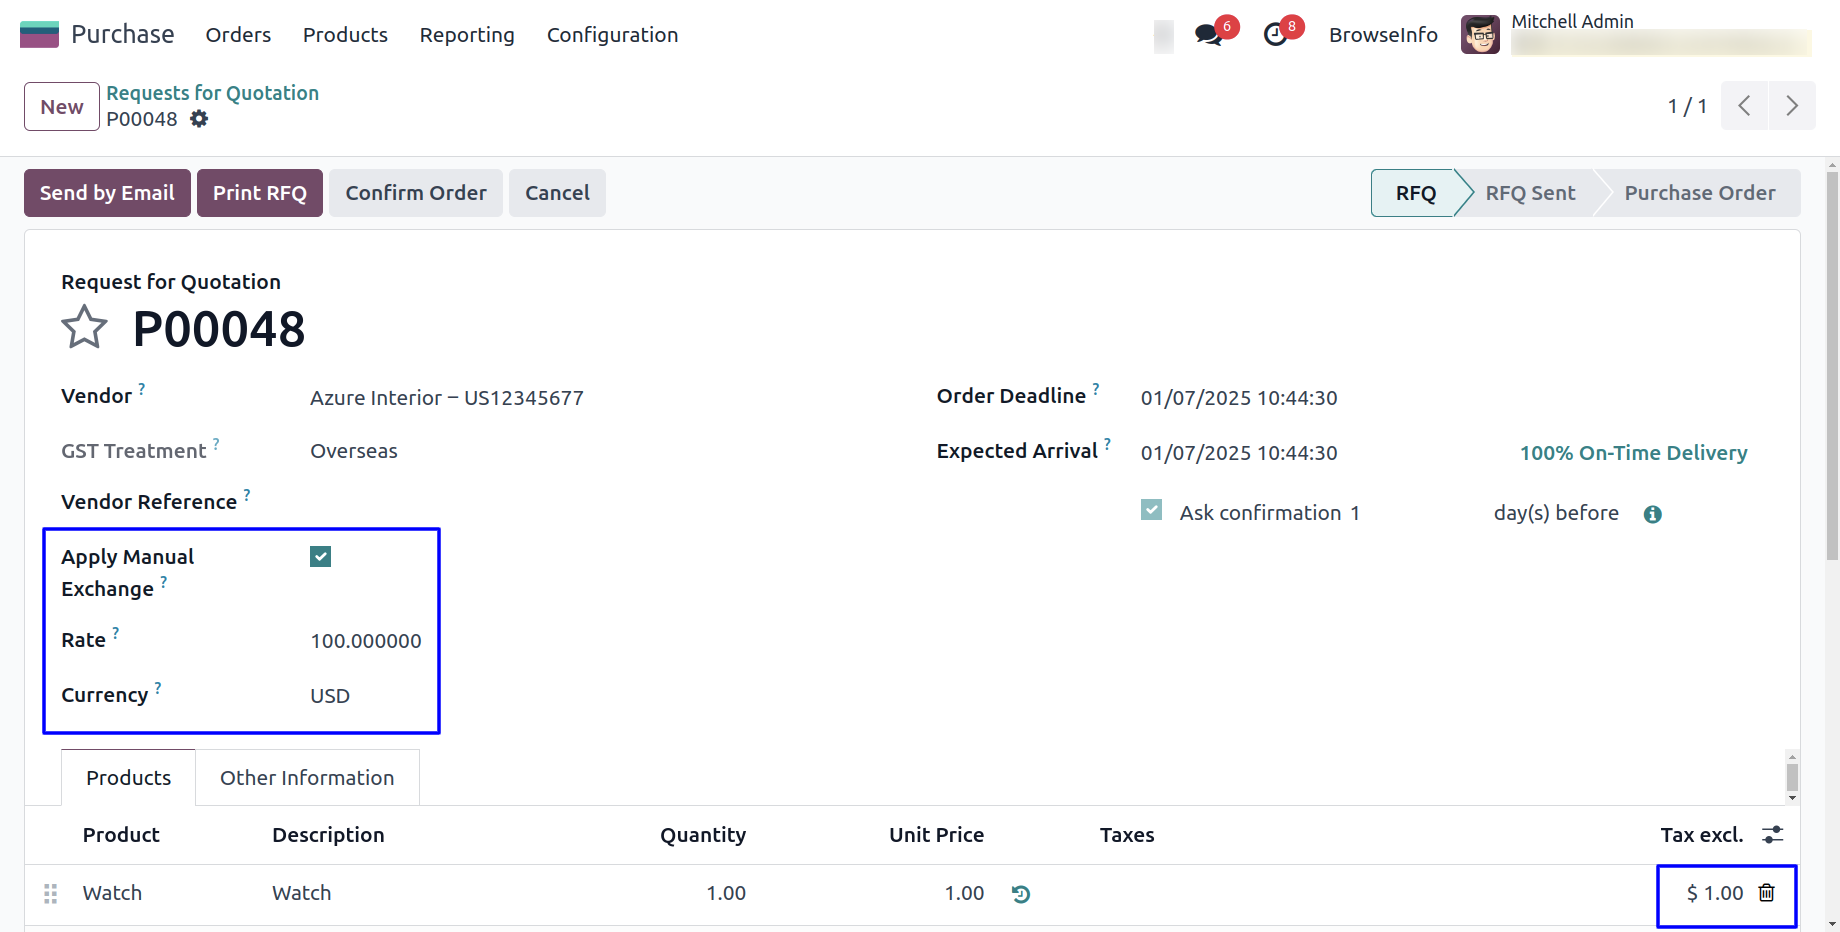 Purchase Orders Products Reporting Configuration 6 8 BrowseInfo Mitchell Admin
New Requests for Quotation
P00048 1 / 1
Send by Email Print RFQ Confirm Order Cancel RFQ RFQ Sent Purchase Order
Request for Quotation
P00048
Vendor ? Azure Interior – US12345677 Order Deadline ? 01/07/2025 10:44:30
GST Treatment ? Overseas Expected Arrival ? 01/07/2025 10:44:30 100% On-Time Delivery
Vendor Reference ? Ask confirmation 1 day(s) before
Apply Manual
Exchange ?
Rate ? 100.000000
Currency ? USD
Products Other Information
Product Description Quantity Unit Price Taxes Tax excl.
Watch Watch 1.00 1.00 $ 1.00